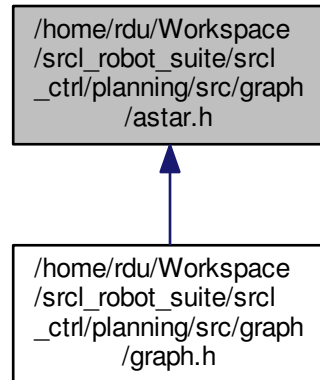 /home/rdu/Workspace
/srcl_robot_suite/srcl
_ctrl/planning/src/graph
/astar.h
/home/rdu/Workspace
/srcl_robot_suite/srcl
_ctrl/planning/src/graph
/graph.h